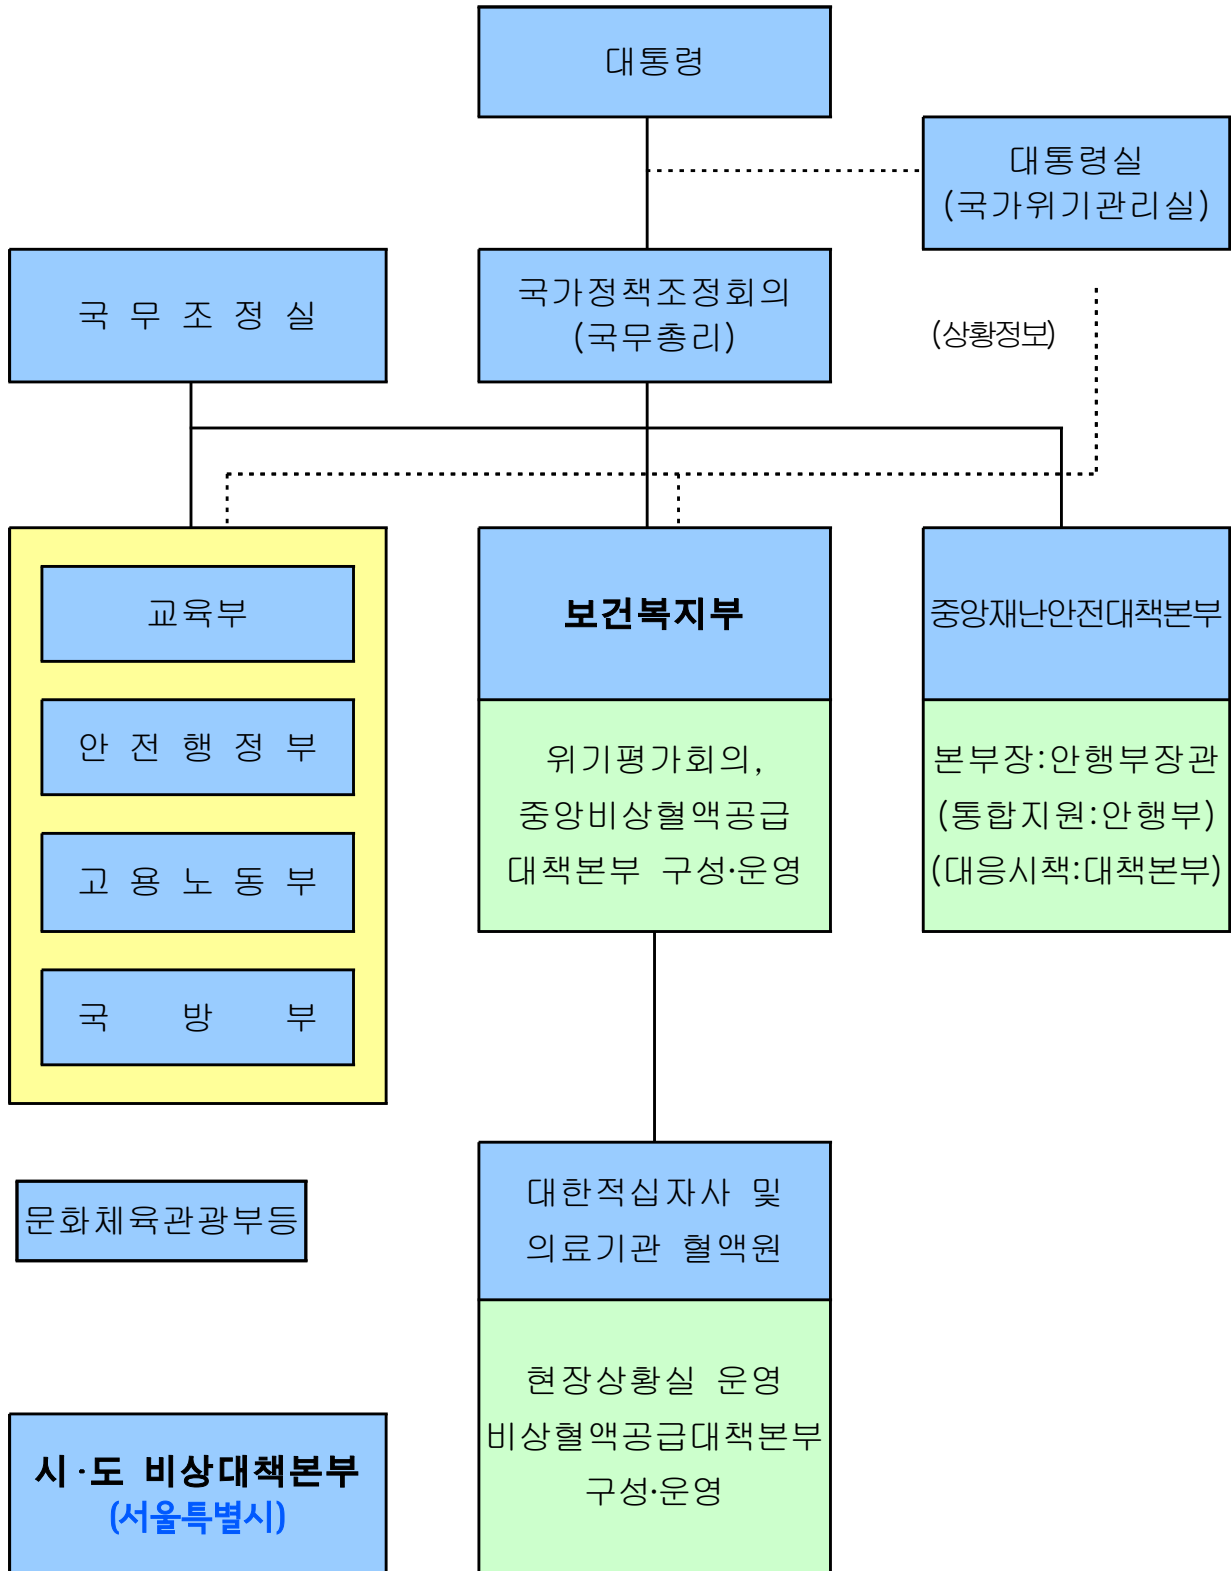 대통령
대통령실
(국가위기관리실)
국 무 조 정 실
국가정책조정회의
(국무총리)
(상황정보)
교육부
안 전 행 정 부
고 용 노 동 부
국 방 부
보건복지부
위기평가회의,
중앙비상혈액공급
대책본부 구성·운영
중앙재난안전대책본부
본부장:안행부장관
(통합지원:안행부)
(대응시책:대책본부)
문화체육관광부등
대한적십자사 및
의료기관 혈액원
현장상황실 운영
비상혈액공급대책본부
구성·운영
시·도 비상대책본부
(서울특별시)